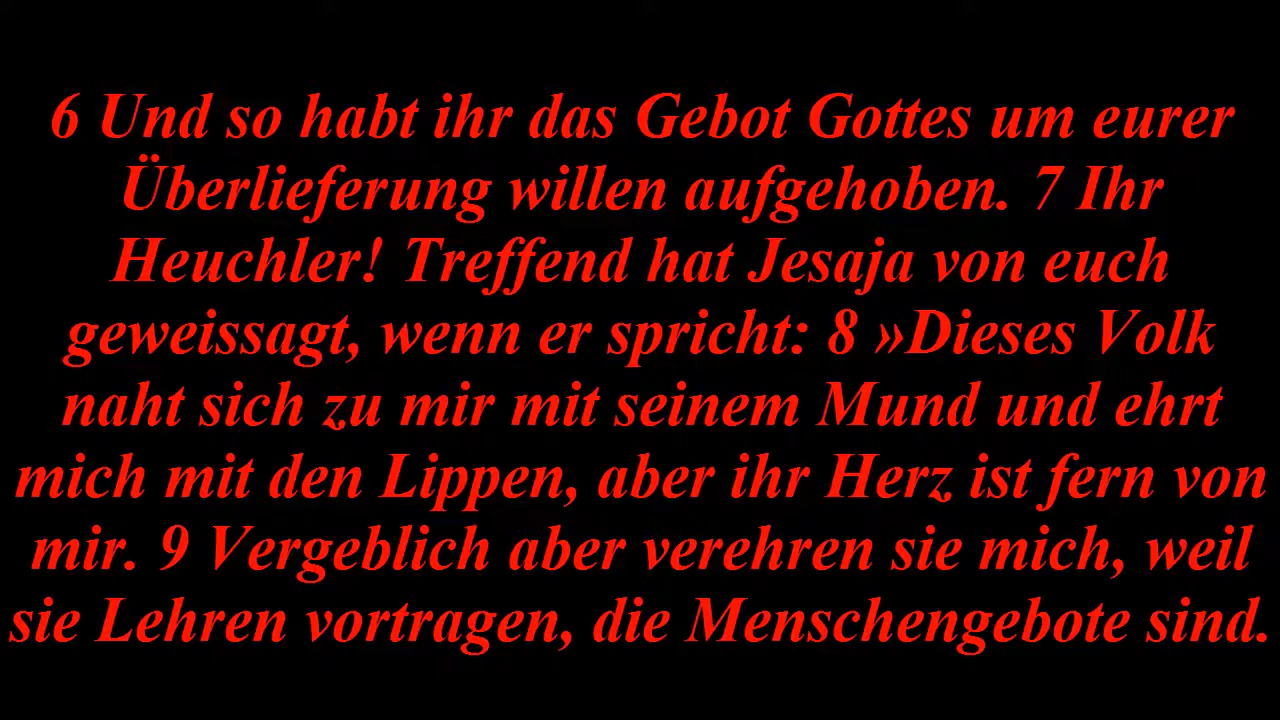 6 Und so habt ihr das Gebot Gottes um eurer
Überlieferung willen aufgehoben. 7 Ihr
Heuchler! Treffend hat Jesaja von euch
geweissagt, wenn er spricht: 8 »Dieses Volk
naht sich zu mir mit seinem Mund und ehrt
mich mit den Lippen, aber ihr Herz ist fern von
mir. 9 Vergeblich aber verehren sie mich, weil
sie Lehren vortragen, die Menschengebote sind.